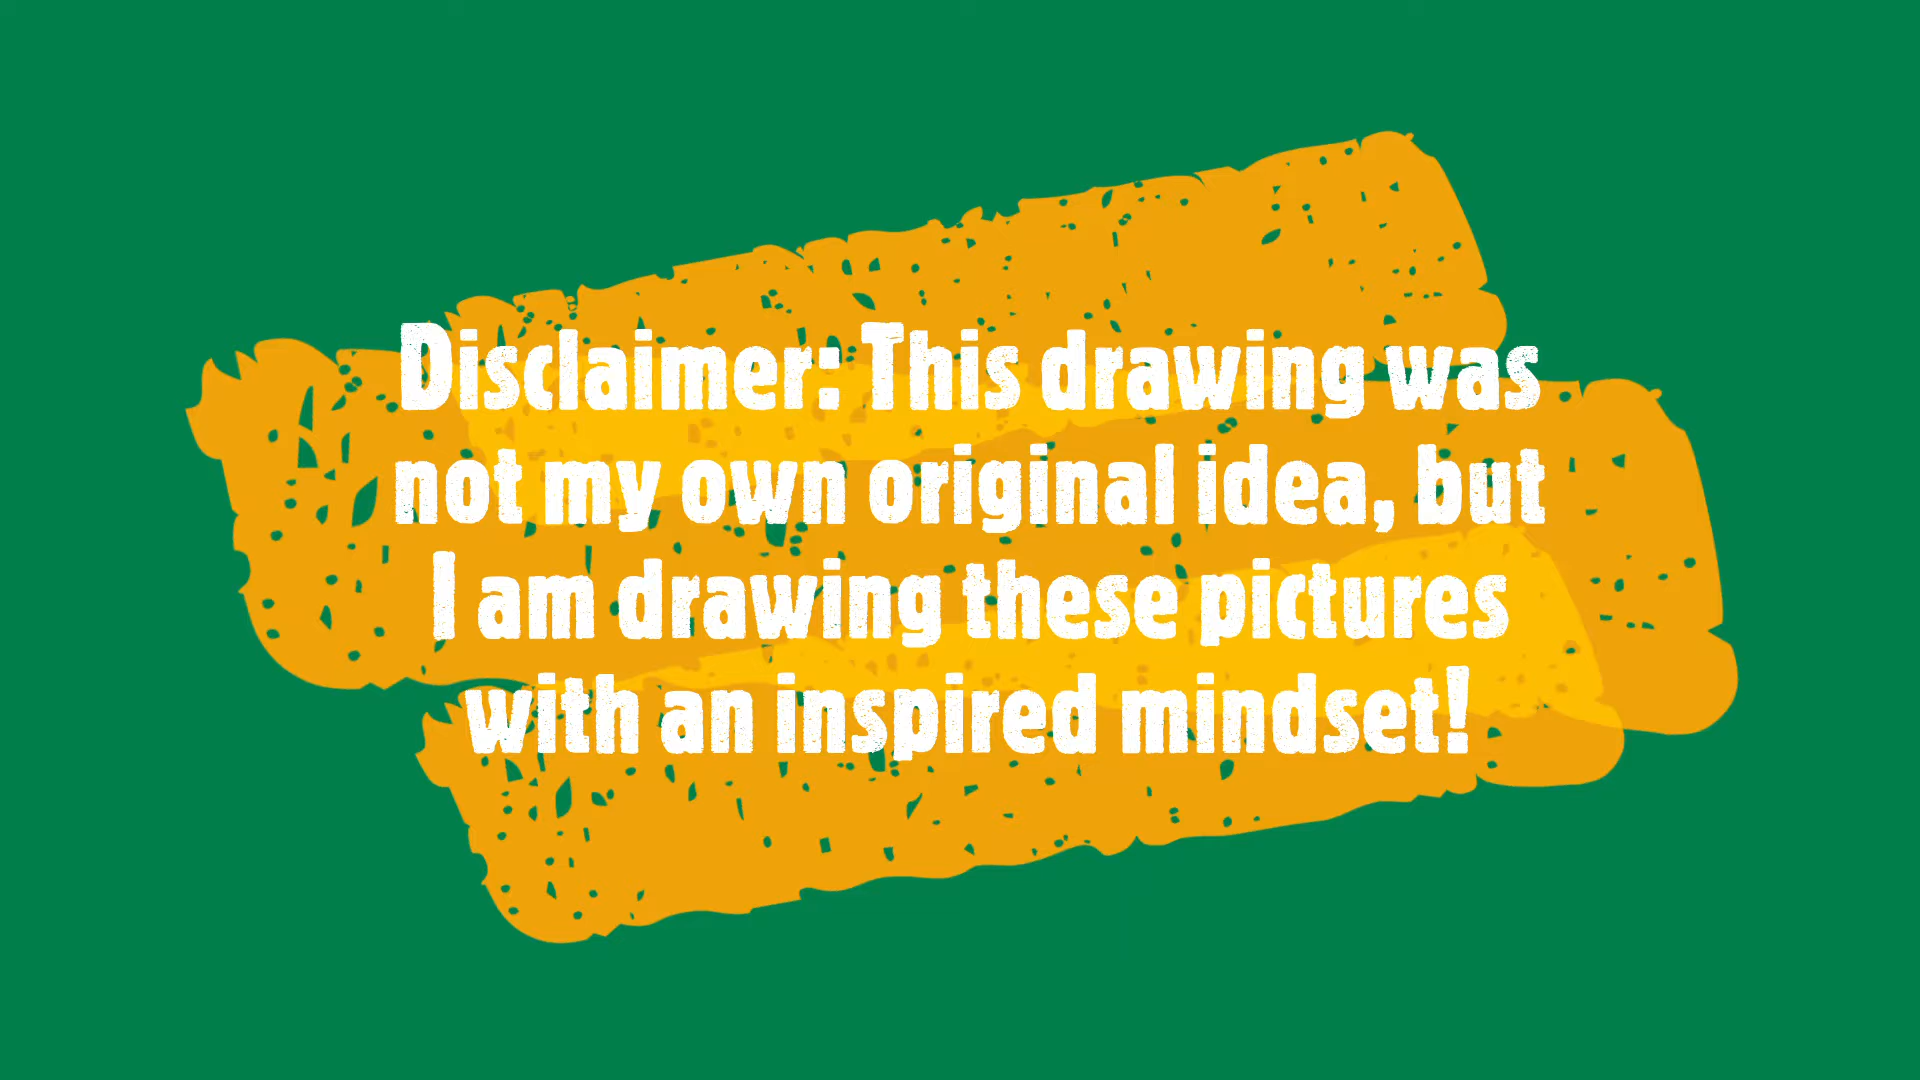 Disclaimer: This drawing was
not my own original idea, but
I am drawing these pictures
with an inspired mindset!